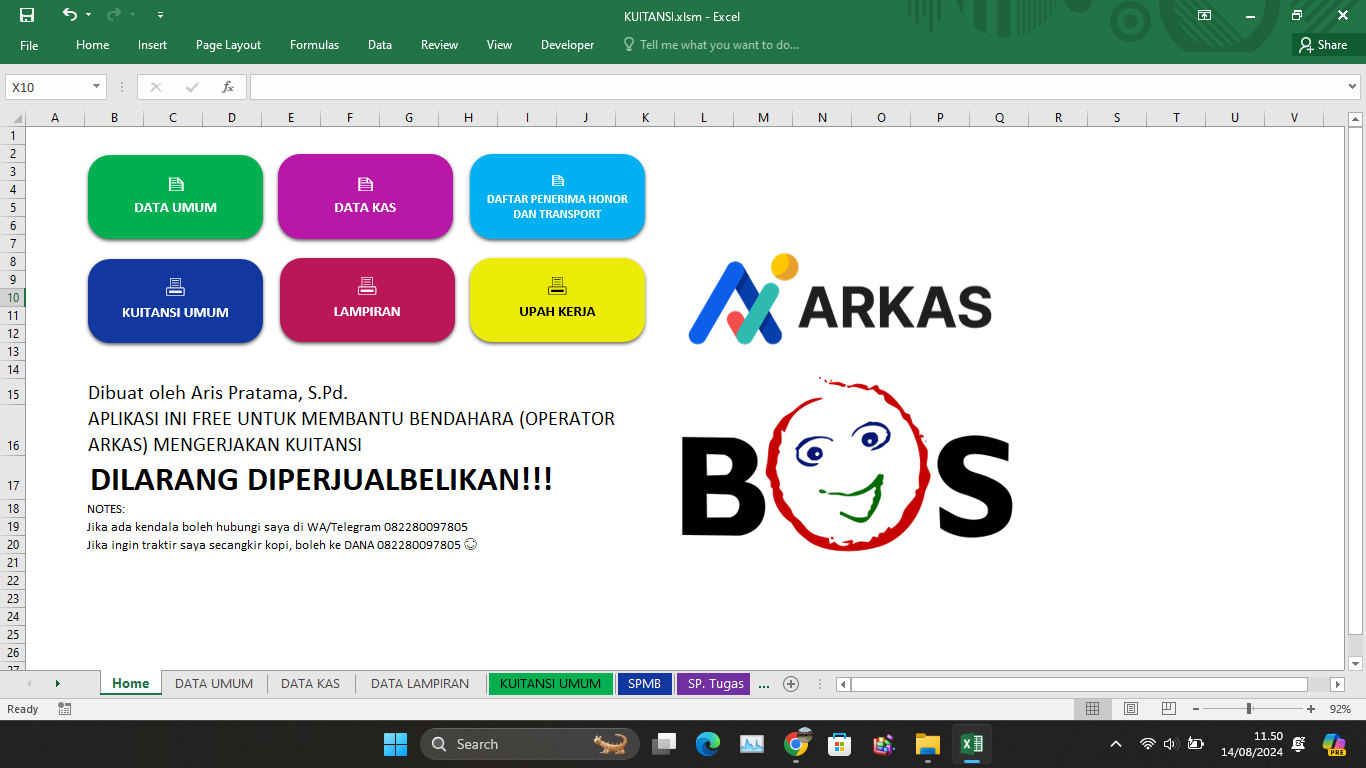 KUITANSI.xlsm - Excel
File Home Insert Page Layout Formulas Data Review View Developer Tell me what you want to do... Share
X10 fx
A B C D E F G H I J K L M N O P Q R S T U V
1
2
3
4
5
6
7
8
9
10
11
12
13
14
15
16
17
18
19
20
21
22
23
24
25
26
27
DATA UMUM
DATA KAS
DAFTAR PENERIMA HONOR
DAN TRANSPORT
KUITANSI UMUM
LAMPIRAN
UPAH KERJA
ARKAS
BOS
Dibuat oleh Aris Pratama, S.Pd.
APLIKASI INI FREE UNTUK MEMBANTU BENDAHARA (OPERATOR
ARKAS) MENGERJAKAN KUITANSI
DILARANG DIPERJUALBELIKAN!!!
NOTES:
Jika ada kendala boleh hubungi saya di WA/Telegram 082280097805
Jika ingin traktir saya secangkir kopi, boleh ke DANA 082280097805 ☺
Home DATA UMUM DATA KAS DATA LAMPIRAN KUITANSI UMUM SPMB SP. Tugas ...
Ready 92%
Search
11.50
14/08/2024
PRE